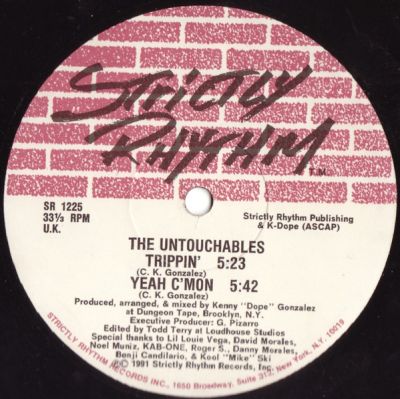 STRICTLY
RHYTHM T.M.
SR 1225
33⅓ RPM
U.K.
Strictly Rhythm Publishing
& K-Dope (ASCAP)
THE UNTOUCHABLES
TRIPPIN' 5:23
(C. K. Gonzalez)
YEAH C'MON 5:42
(C. K. Gonzalez)
Produced, arranged, & mixed by Kenny "Dope" Gonzalez
at Dungeon Tape, Brooklyn, N.Y.
Executive Producer: G. Pizarro
Edited by Todd Terry at Loudhouse Studios
Special thanks to Lil Louie Vega, David Morales,
Noel Muniz, KAB-ONE, Roger S., Danny Morales,
Benji Candilario, & Kool "Mike" Ski
© 1991 Strictly Rhythm Records, Inc.
STRICTLY RHYTHM RECORDS INC., 1650 Broadway, Suite 312, New York, N.Y. 10019